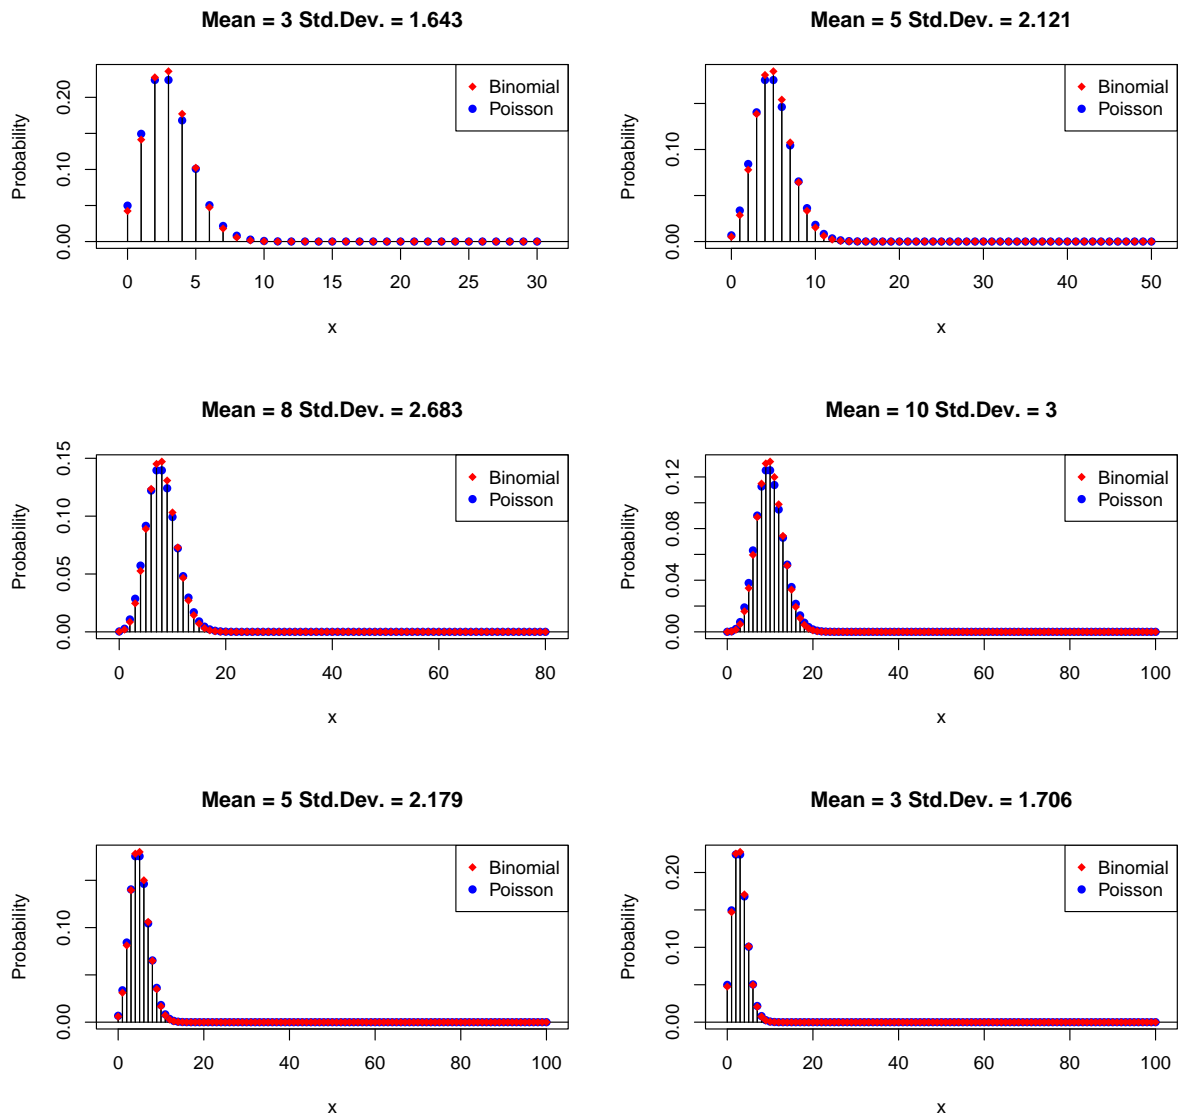 Mean = 3 Std.Dev. = 1.643
Probability
0.00 0.10 0.20
Binomial
Poisson
0 5 10 15 20 25 30
x
Mean = 5 Std.Dev. = 2.121
Probability
0.00 0.10
Binomial
Poisson
0 10 20 30 40 50
x
Mean = 8 Std.Dev. = 2.683
Probability
0.00 0.05 0.10 0.15
Binomial
Poisson
0 20 40 60 80
x
Mean = 10 Std.Dev. = 3
Probability
0.00 0.04 0.08 0.12
Binomial
Poisson
0 20 40 60 80 100
x
Mean = 5 Std.Dev. = 2.179
Probability
0.00 0.10
Binomial
Poisson
0 20 40 60 80 100
x
Mean = 3 Std.Dev. = 1.706
Probability
0.00 0.10 0.20
Binomial
Poisson
0 20 40 60 80 100
x